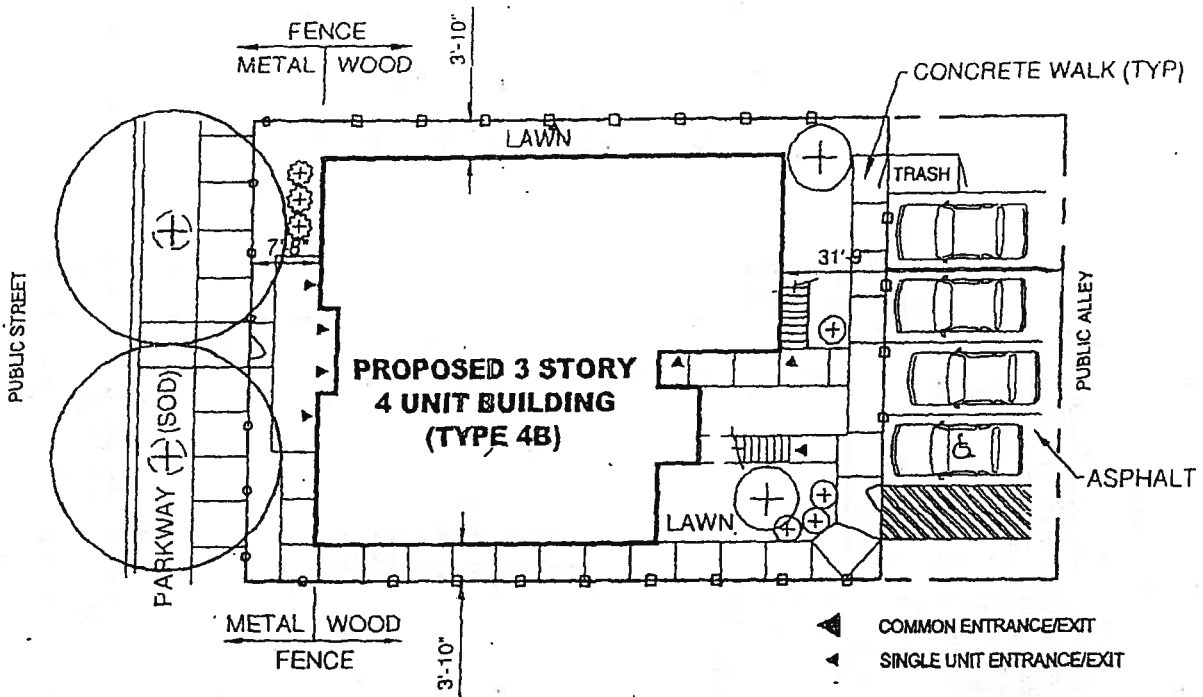 FENCE
METAL WOOD
3'-10"
CONCRETE WALK (TYP)
LAWN
TRASH
7'-8"
31'-9
PUBLIC STREET
PUBLIC ALLEY
PROPOSED 3 STORY
4 UNIT BUILDING
(TYPE 4B)
PARKWAY (SOD)
ASPHALT
LAWN
METAL WOOD
FENCE
3'-10"
COMMON ENTRANCE/EXIT
SINGLE UNIT ENTRANCE/EXIT